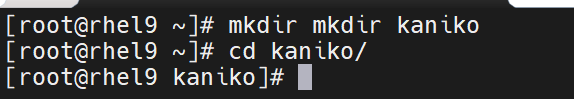 [root@rhel9 ~]# mkdir mkdir kaniko
[root@rhel9 ~]# cd kaniko/
[root@rhel9 kaniko]#